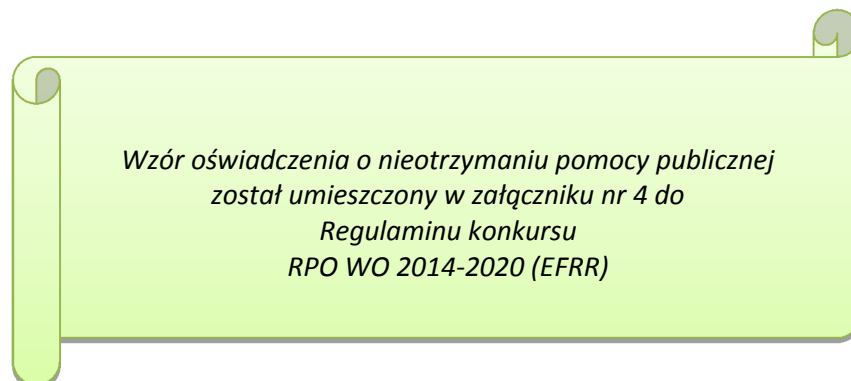 Wzór oświadczenia o nieotrzymaniu pomocy publicznej
został umieszczony w załączniku nr 4 do
Regulaminu konkursu
RPO WO 2014-2020 (EFRR)